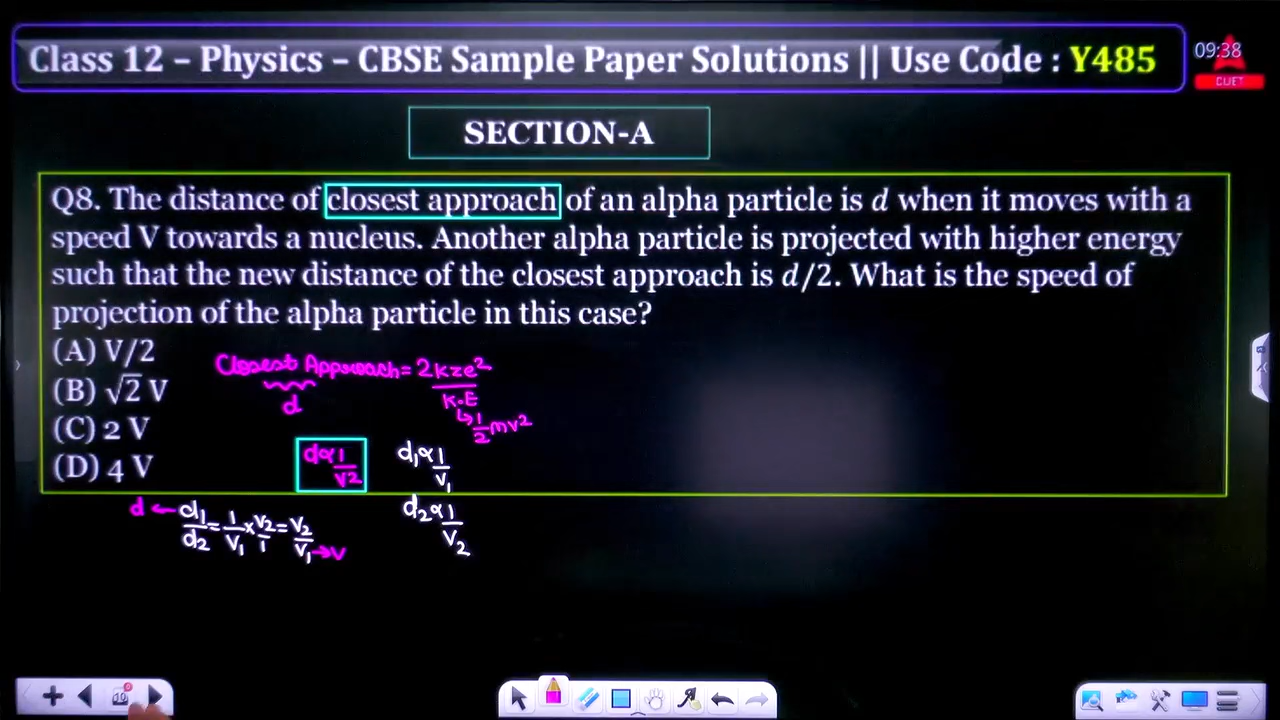 Class 12 – Physics – CBSE Sample Paper Solutions || Use Code : Y485
09:38
CUET
SECTION-A
Q8. The distance of closest approach of an alpha particle is d when it moves with a
speed V towards a nucleus. Another alpha particle is projected with higher energy
such that the new distance of the closest approach is d/2. What is the speed of
projection of the alpha particle in this case?
(A) V/2
(B) √2 V
(C) 2 V
(D) 4 V
Closest Approach = 2kze²/K.E
d
→ 1/2 mv²
d ∝ 1/v²
d₁ ∝ 1/v₁
d₂ ∝ 1/v₂
d ← d₁/d₂ = 1/v₁ × v₂/1 = v₂/v₁ → v
10